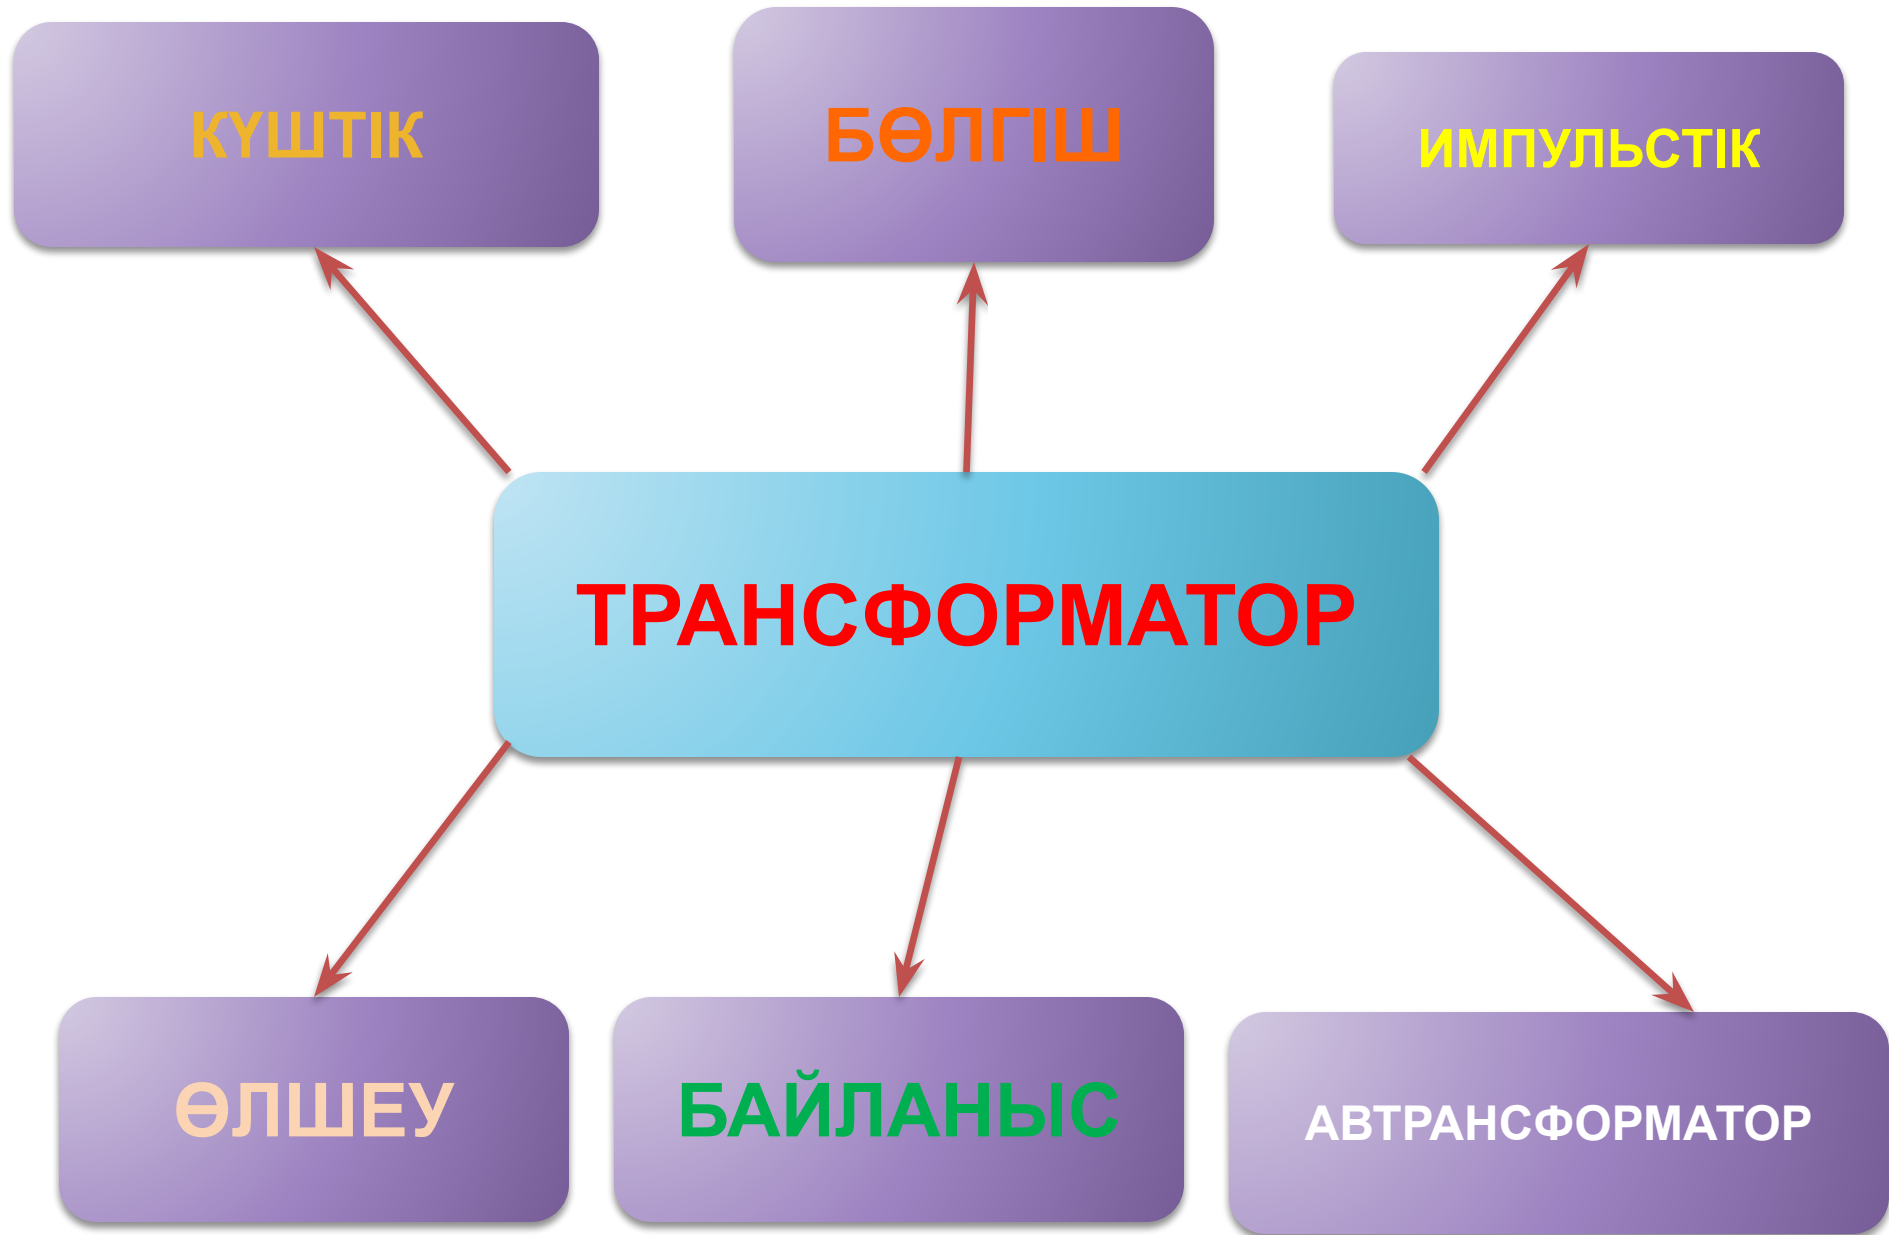 КҮШТІК
БӨЛГІШ
ИМПУЛЬСТІК
ТРАНСФОРМАТОР
ӨЛШЕУ
БАЙЛАНЫС
АВТРАНСФОРМАТОР